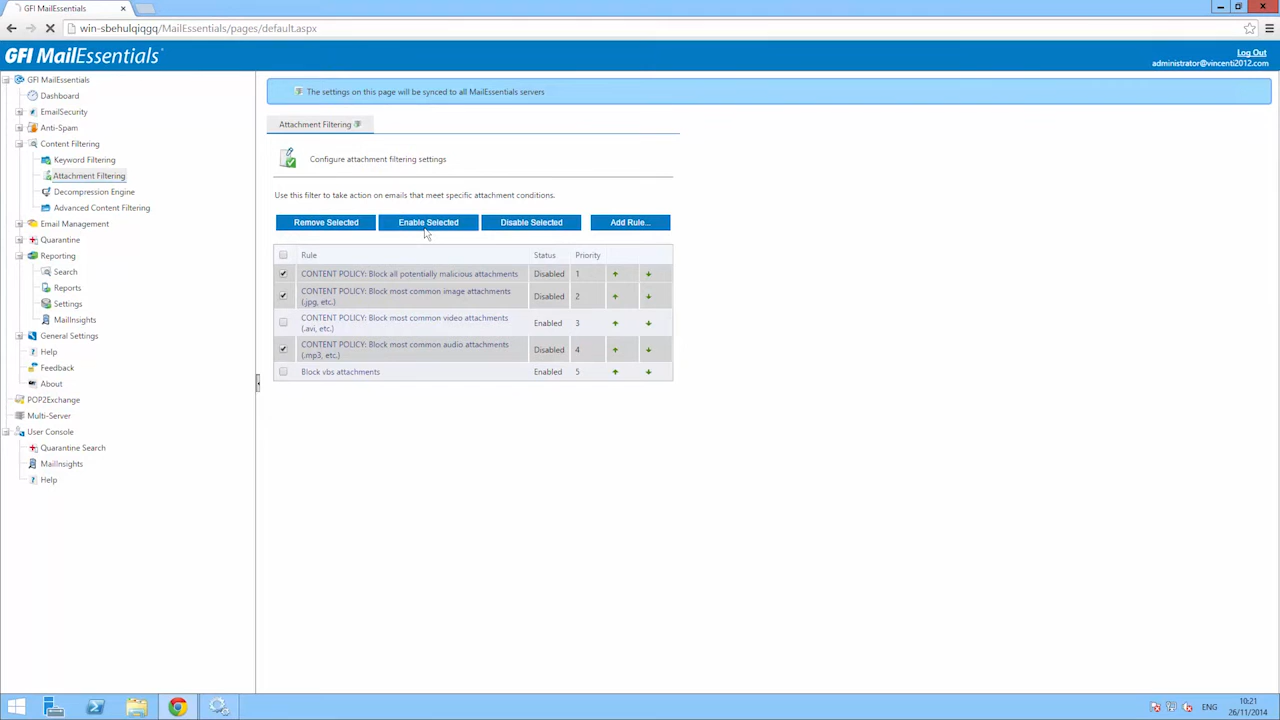 GFI MailEssentials
win-sbehulqiqgq/MailEssentials/pages/default.aspx
GFI MailEssentials
Log Out
administrator@vincenti2012.com
GFI MailEssentials
Dashboard
EmailSecurity
Anti-Spam
Content Filtering
Keyword Filtering
Attachment Filtering
Decompression Engine
Advanced Content Filtering
Email Management
Quarantine
Reporting
Search
Reports
Settings
MailInsights
General Settings
Help
Feedback
About
POP2Exchange
Multi-Server
User Console
Quarantine Search
MailInsights
Help
The settings on this page will be synced to all MailEssentials servers
Attachment Filtering
Configure attachment filtering settings
Use this filter to take action on emails that meet specific attachment conditions.
Remove Selected Enable Selected Disable Selected Add Rule...
Rule Status Priority
CONTENT POLICY: Block all potentially malicious attachments Disabled 1
CONTENT POLICY: Block most common image attachments
(.jpg, etc.) Disabled 2
CONTENT POLICY: Block most common video attachments
(.avi, etc.) Enabled 3
CONTENT POLICY: Block most common audio attachments
(.mp3, etc.) Disabled 4
Block vbs attachments Enabled 5
ENG
10:21
26/11/2014